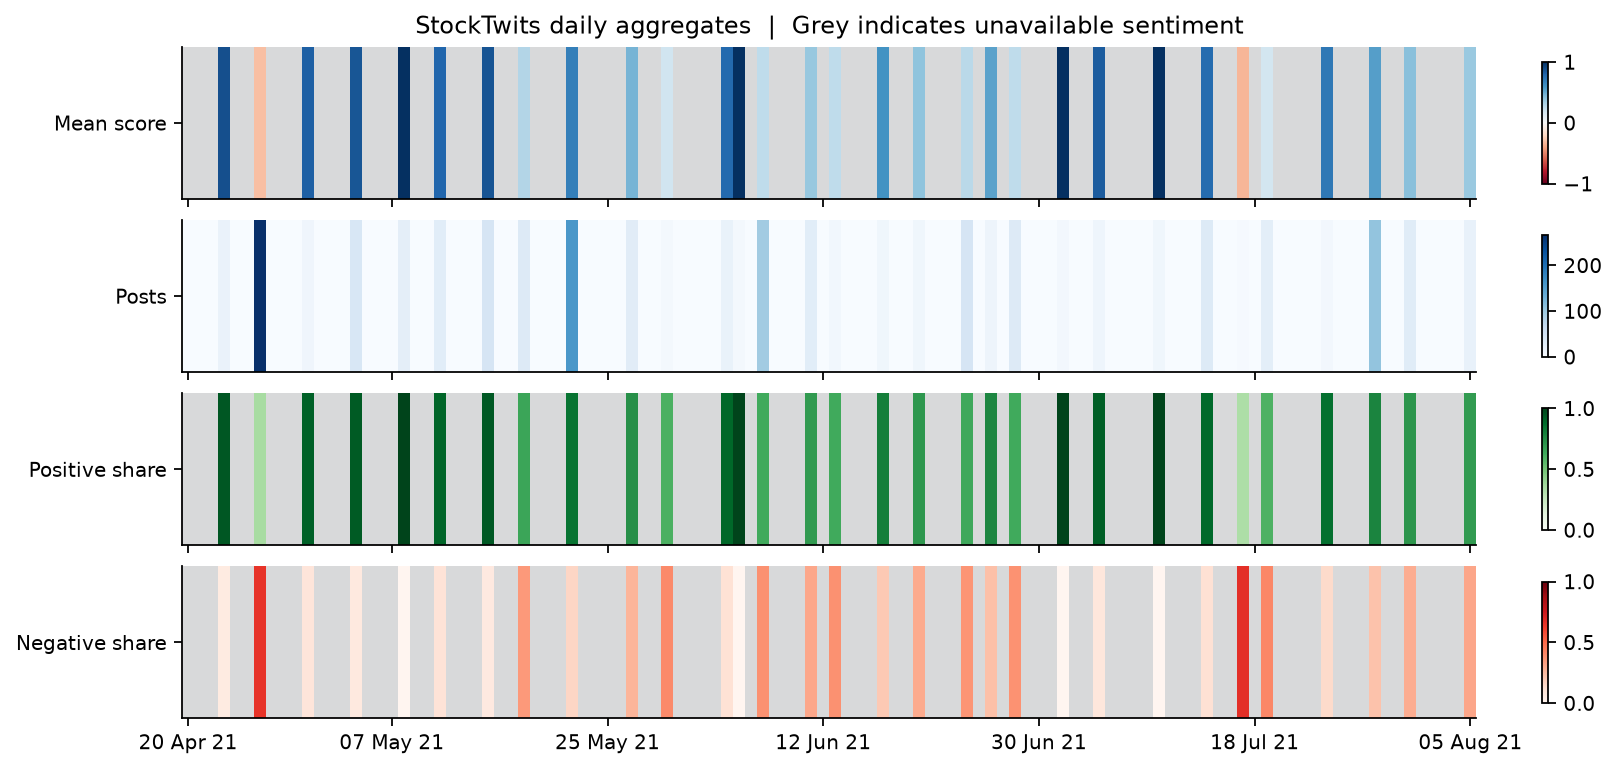 StockTwits daily aggregates | Grey indicates unavailable sentiment
Mean score
1
0
−1
Posts
200
100
0
Positive share
1.0
0.5
0.0
Negative share
1.0
0.5
0.0
20 Apr 21 07 May 21 25 May 21 12 Jun 21 30 Jun 21 18 Jul 21 05 Aug 21